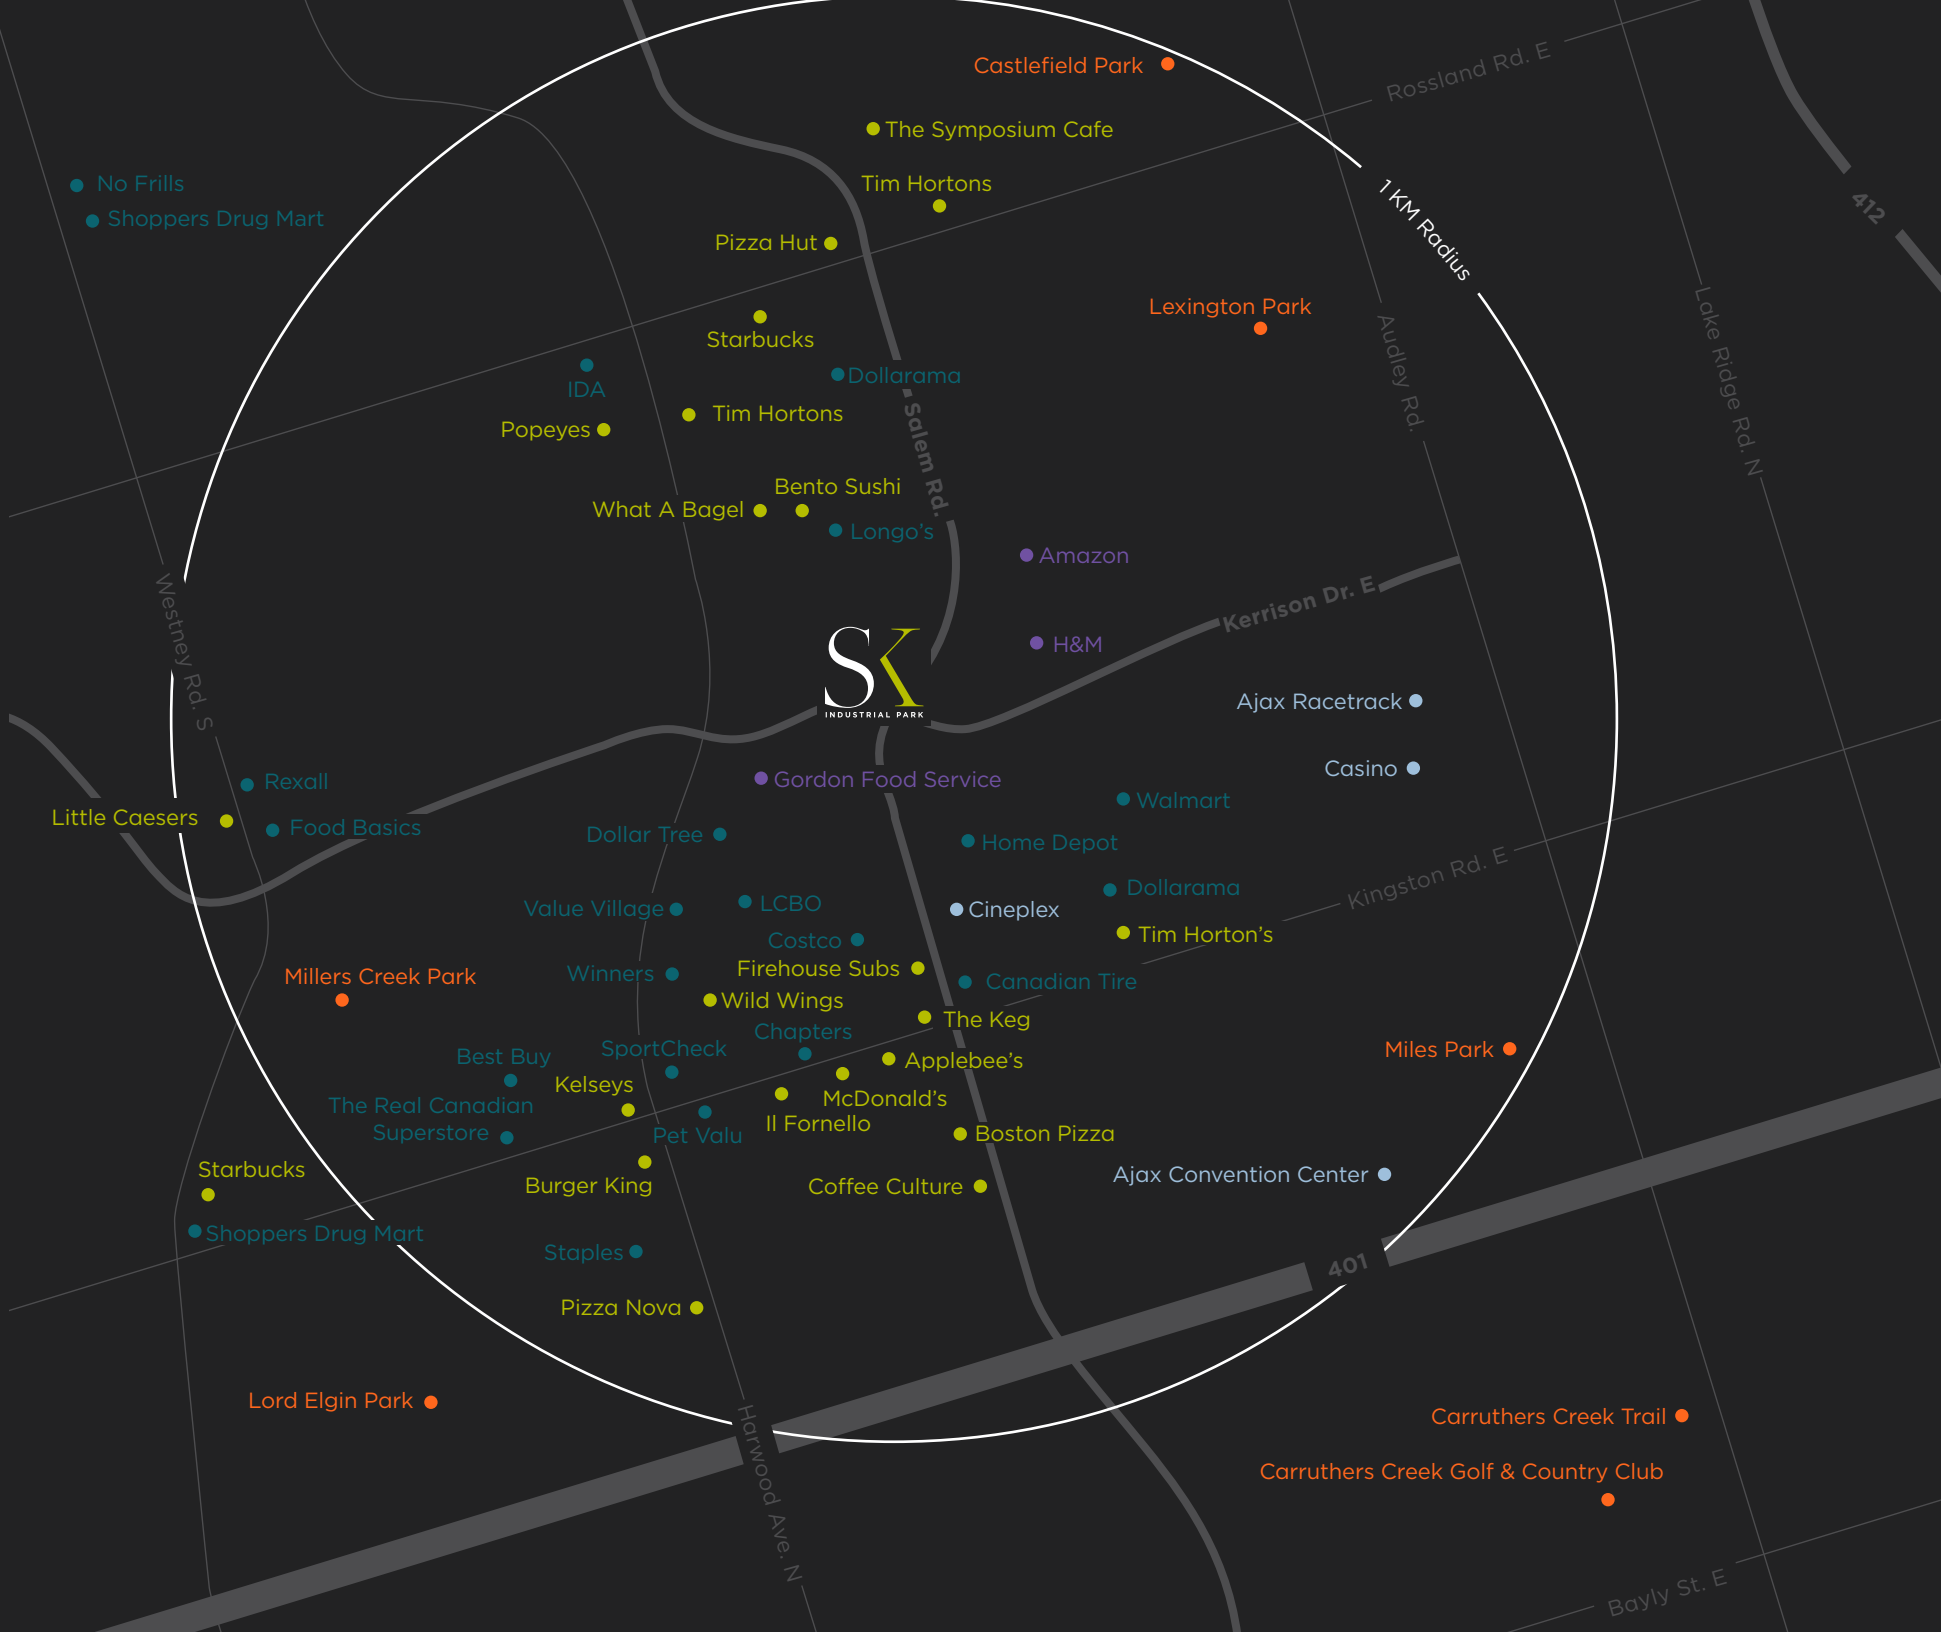 Castlefield Park
Rossland Rd. E
The Symposium Cafe
No Frills
Tim Hortons
1 KM Radius
412
Shoppers Drug Mart
Pizza Hut
Lexington Park
Starbucks
Audley Rd.
Lake Ridge Rd. N
IDA
Dollarama
Tim Hortons
Salem Rd.
Popeyes
Bento Sushi
What A Bagel
Longo's
Amazon
Kerrison Dr. E
Westney Rd. S
H&M
SK
INDUSTRIAL PARK
Ajax Racetrack
Casino
Rexall
Gordon Food Service
Walmart
Little Caesers
Food Basics
Dollar Tree
Home Depot
Kingston Rd. E
Dollarama
Value Village
LCBO
Cineplex
Tim Horton's
Costco
Firehouse Subs
Millers Creek Park
Winners
Canadian Tire
Wild Wings
The Keg
Chapters
SportCheck
Miles Park
Best Buy
Applebee's
Kelseys
McDonald's
The Real Canadian
Superstore
Il Fornello
Pet Valu
Boston Pizza
Starbucks
Ajax Convention Center
Burger King
Coffee Culture
Shoppers Drug Mart
Staples
401
Pizza Nova
Lord Elgin Park
Harwood Ave. N
Carruthers Creek Trail
Carruthers Creek Golf & Country Club
Bayly St. E